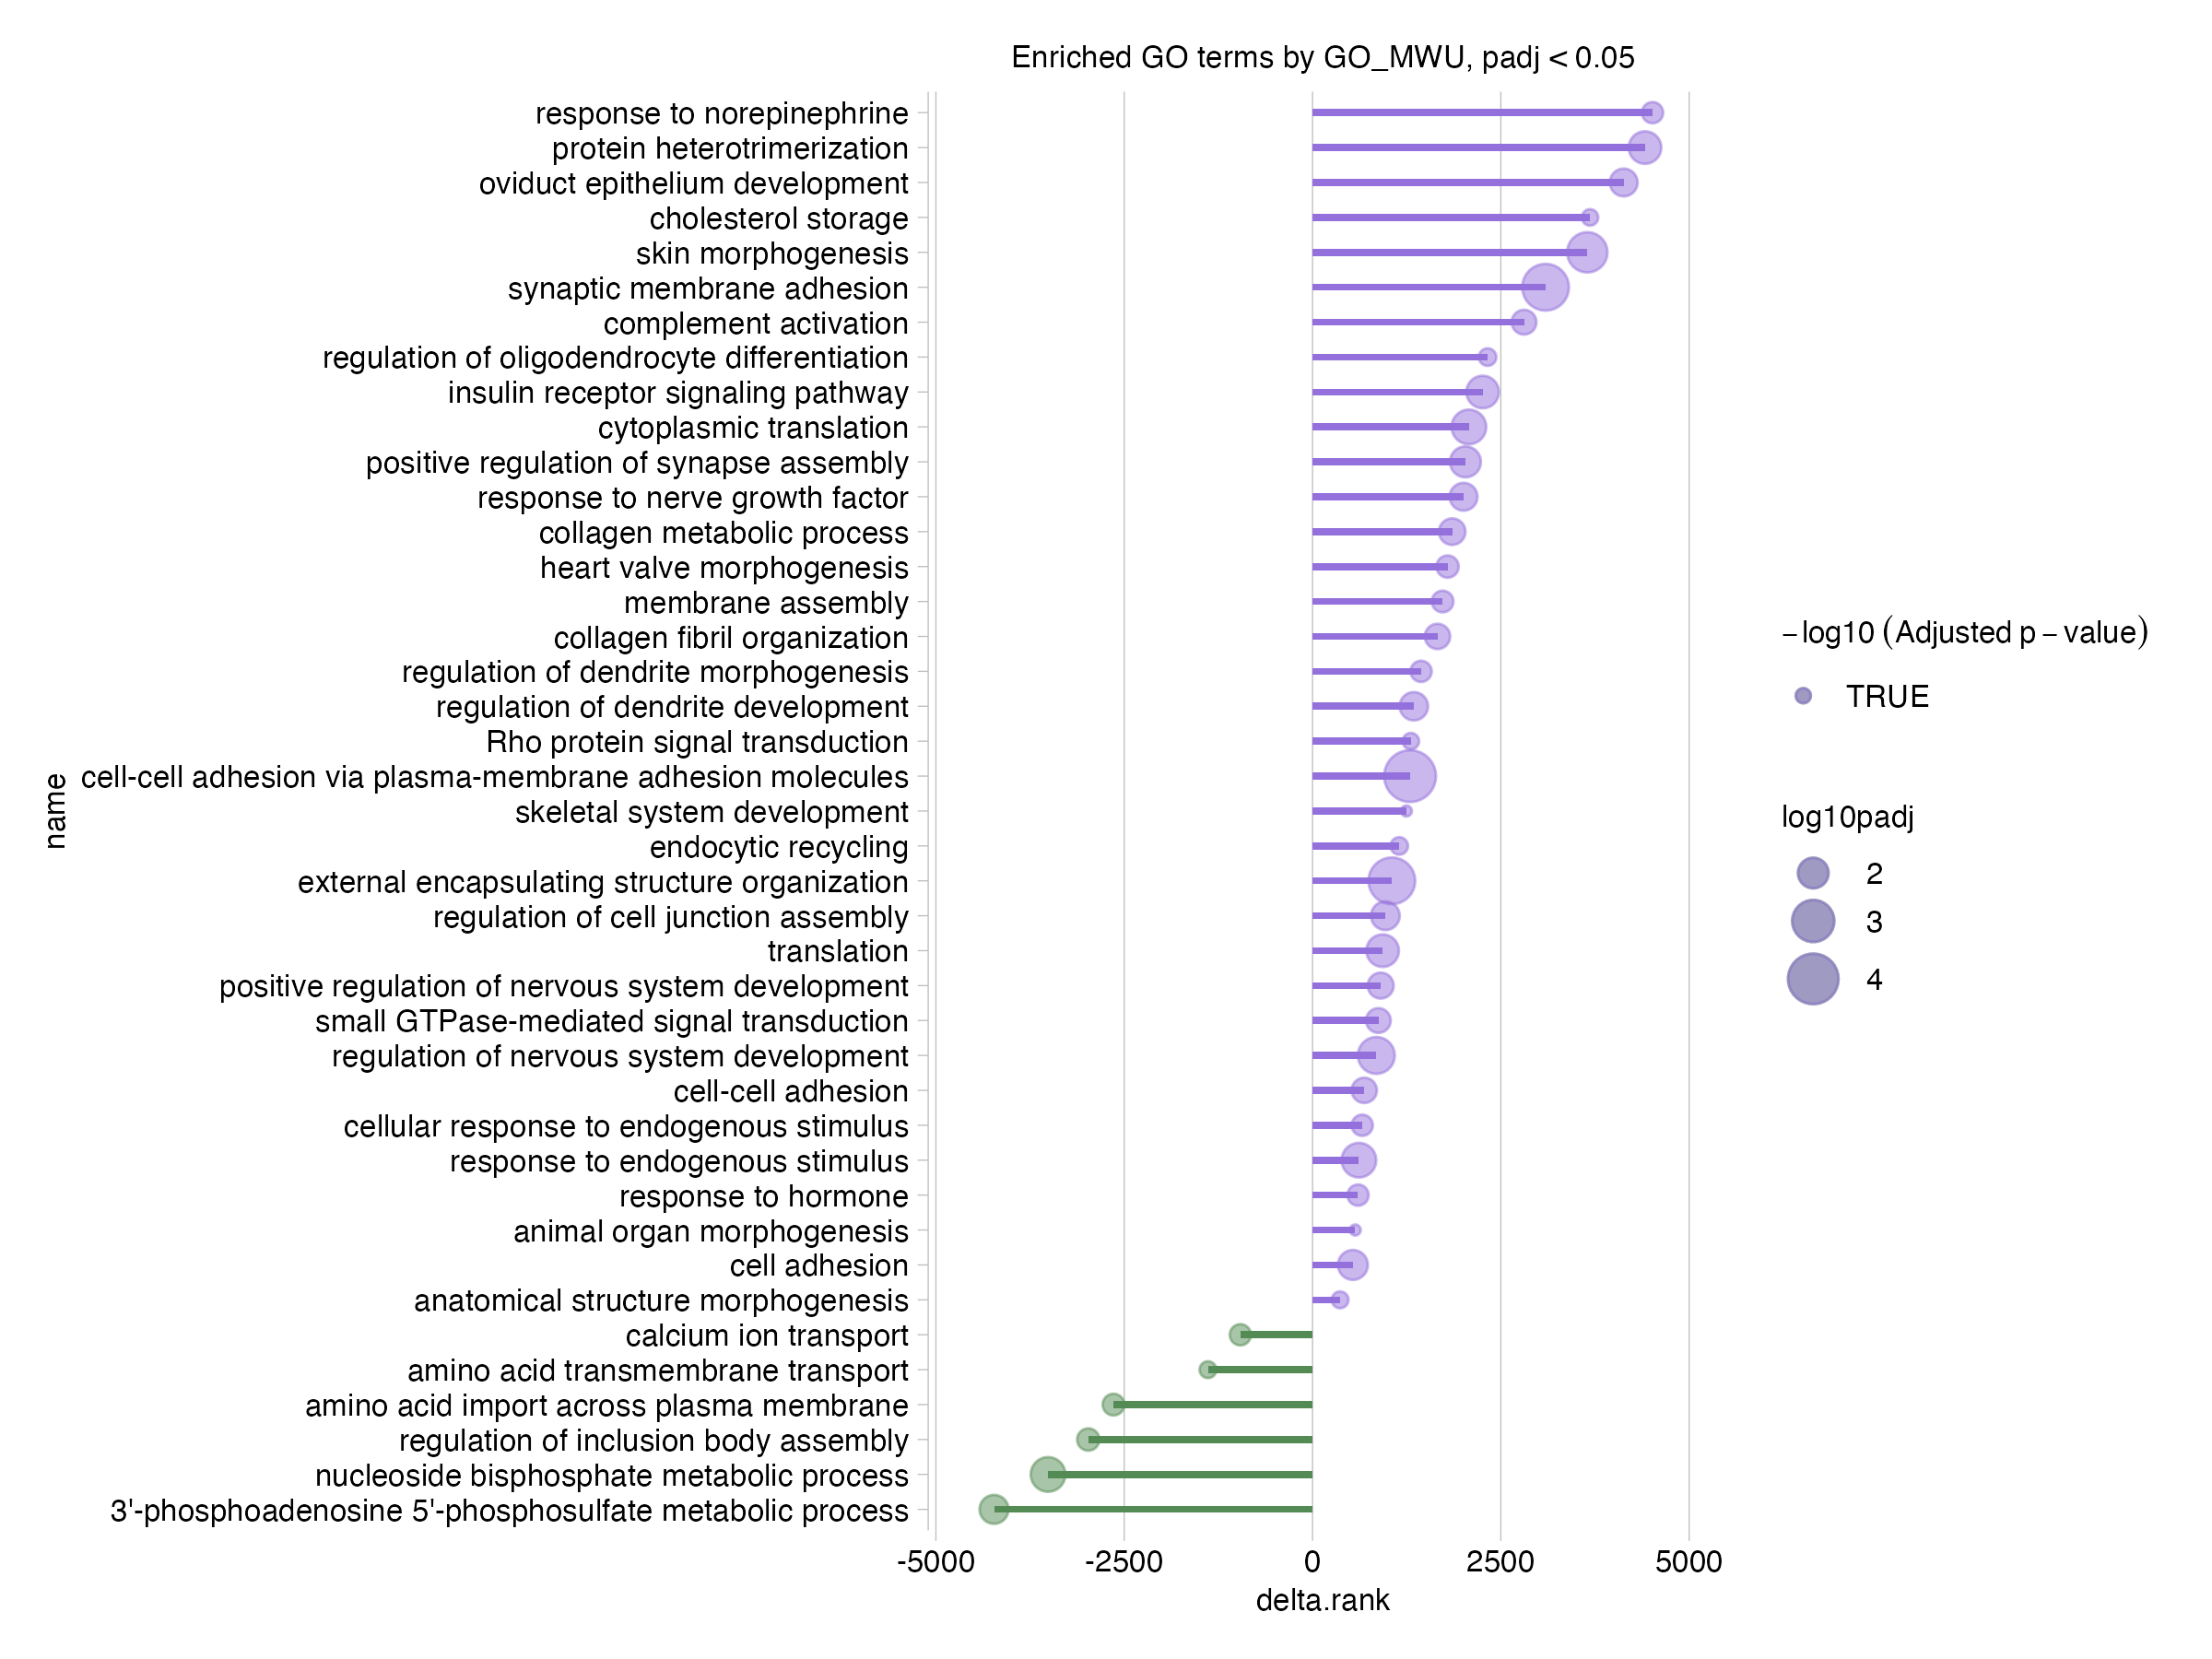 Enriched GO terms by GO_MWU, padj < 0.05
response to norepinephrine
protein heterotrimerization
oviduct epithelium development
cholesterol storage
skin morphogenesis
synaptic membrane adhesion
complement activation
regulation of oligodendrocyte differentiation
insulin receptor signaling pathway
cytoplasmic translation
positive regulation of synapse assembly
response to nerve growth factor
collagen metabolic process
heart valve morphogenesis
membrane assembly
collagen fibril organization
regulation of dendrite morphogenesis
regulation of dendrite development
Rho protein signal transduction
cell-cell adhesion via plasma-membrane adhesion molecules
skeletal system development
endocytic recycling
external encapsulating structure organization
regulation of cell junction assembly
translation
positive regulation of nervous system development
small GTPase-mediated signal transduction
regulation of nervous system development
cell-cell adhesion
cellular response to endogenous stimulus
response to endogenous stimulus
response to hormone
animal organ morphogenesis
cell adhesion
anatomical structure morphogenesis
calcium ion transport
amino acid transmembrane transport
amino acid import across plasma membrane
regulation of inclusion body assembly
nucleoside bisphosphate metabolic process
3'-phosphoadenosine 5'-phosphosulfate metabolic process
name
-5000 -2500 0 2500 5000
delta.rank
−log10 (Adjusted p − value)
TRUE
log10padj
2
3
4